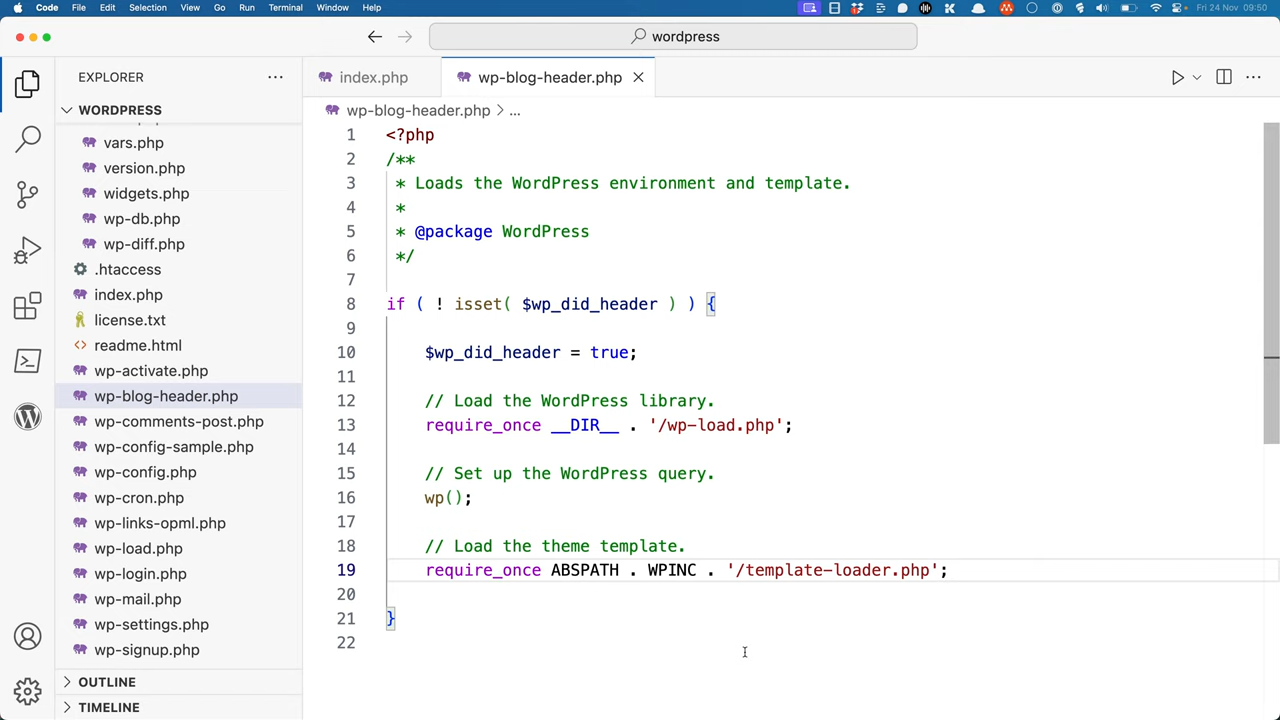 Code File Edit Selection View Go Run Terminal Window Help
Fri 24 Nov 09:50
wordpress
EXPLORER
WORDPRESS
vars.php
version.php
widgets.php
wp-db.php
wp-diff.php
.htaccess
index.php
license.txt
readme.html
wp-activate.php
wp-blog-header.php
wp-comments-post.php
wp-config-sample.php
wp-config.php
wp-cron.php
wp-links-opml.php
wp-load.php
wp-login.php
wp-mail.php
wp-settings.php
wp-signup.php
OUTLINE
TIMELINE
index.php wp-blog-header.php
wp-blog-header.php > ...
1 <?php
2 /**
3 * Loads the WordPress environment and template.
4 *
5 * @package WordPress
6 */
7
8 if ( ! isset( $wp_did_header ) ) {
9
10 $wp_did_header = true;
11
12 // Load the WordPress library.
13 require_once __DIR__ . '/wp-load.php';
14
15 // Set up the WordPress query.
16 wp();
17
18 // Load the theme template.
19 require_once ABSPATH . WPINC . '/template-loader.php';
20
21 }
22